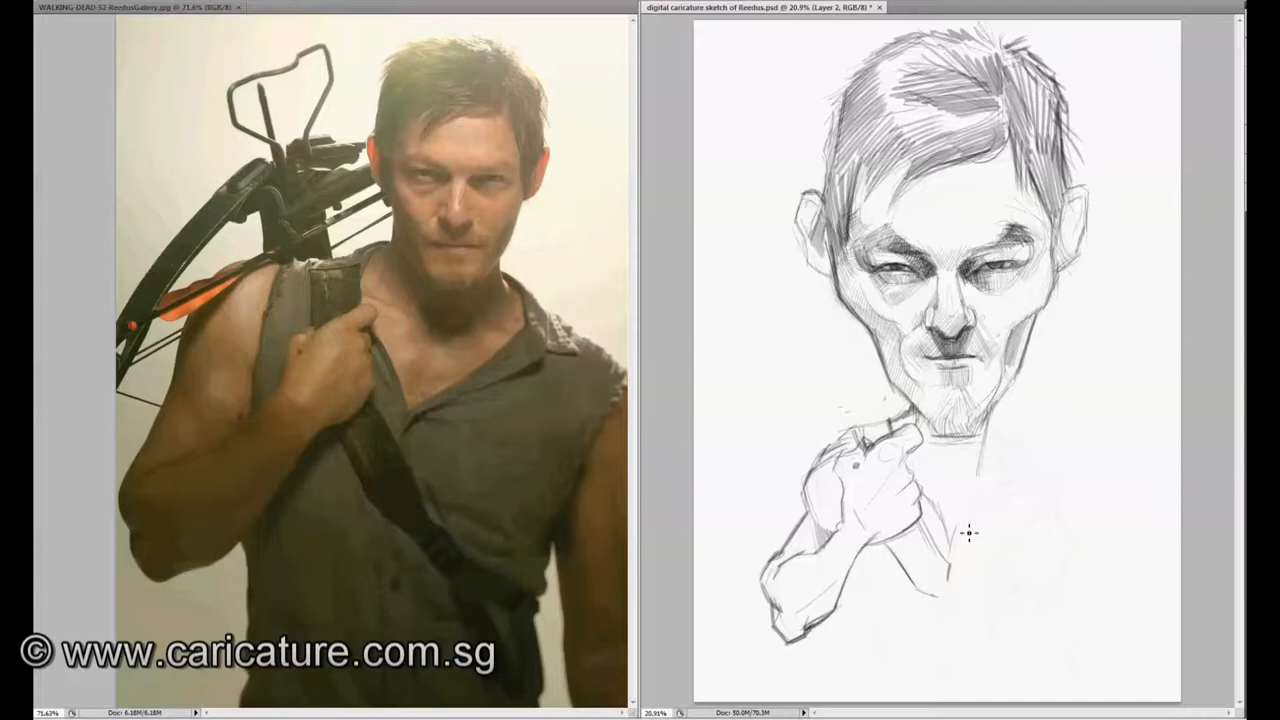 WALKING-DEAD-S2-ReedusGallery.jpg @ 71.6% (RGB/8) ×
digital caricature sketch of Reedus.psd @ 20.9% (Layer 2, RGB/8) * ×
© www.caricature.com.sg
71.63% Doc: 6.18M/6.18M
20.91% Doc: 50.0M/70.3M